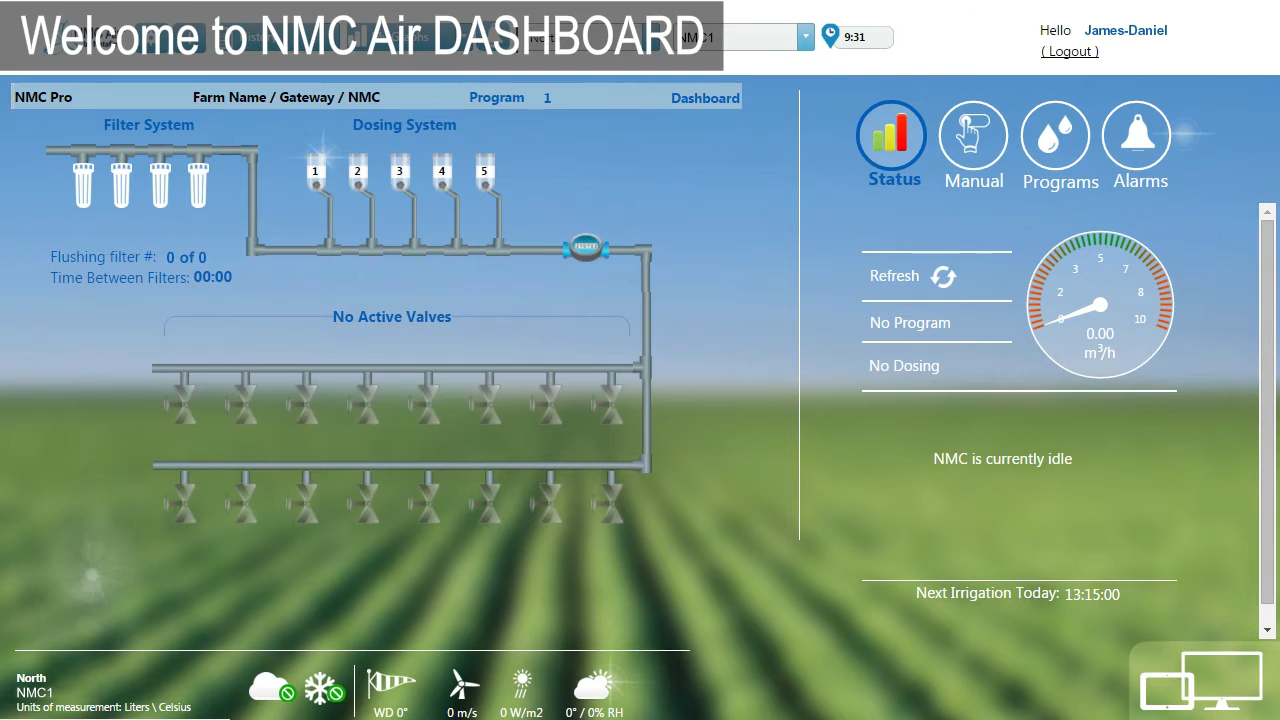 Welcome to NMC Air DASHBOARD
NMC1
9:31
Hello James-Daniel
( Logout )
NMC Pro
Farm Name / Gateway / NMC
Program 1
Dashboard
Filter System
Dosing System
1 2 3 4 5
Status
Manual
Programs
Alarms
Flushing filter #: 0 of 0
Time Between Filters: 00:00
No Active Valves
Refresh
No Program
No Dosing
0 2 3 5 7 8 10
0.00
m³/h
NMC is currently idle
Next Irrigation Today: 13:15:00
North
NMC1
Units of measurement: Liters \ Celsius
WD 0°
0 m/s
0 W/m2
0° / 0% RH